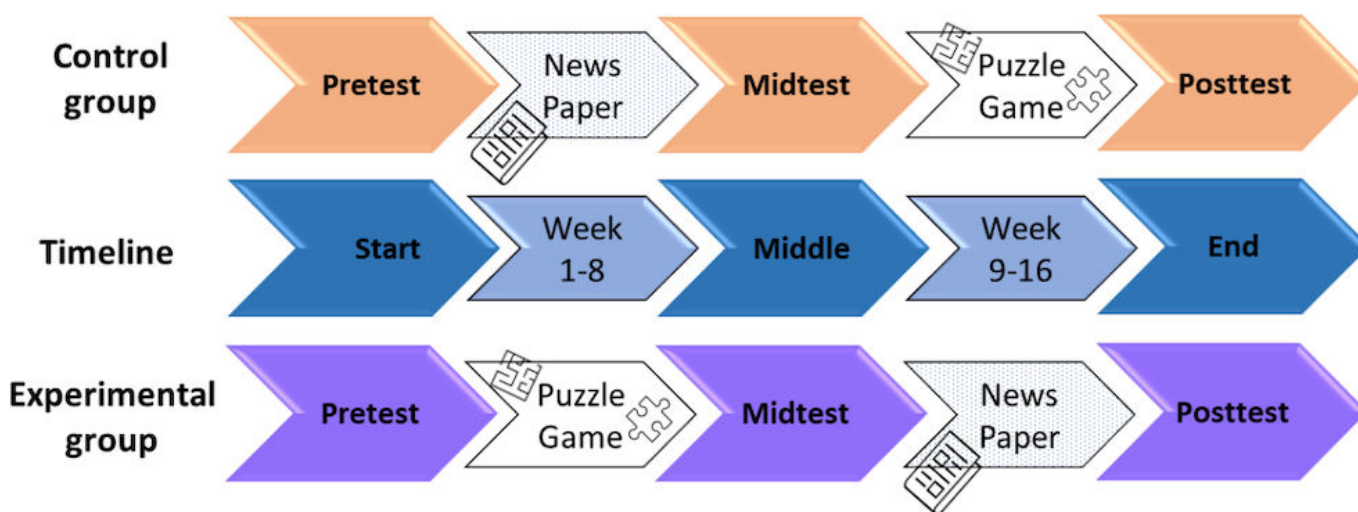 Control
group
Pretest
News
Paper
Midtest
Puzzle
Game
Posttest
Timeline
Start
Week
1-8
Middle
Week
9-16
End
Experimental
group
Pretest
Puzzle
Game
Midtest
News
Paper
Posttest